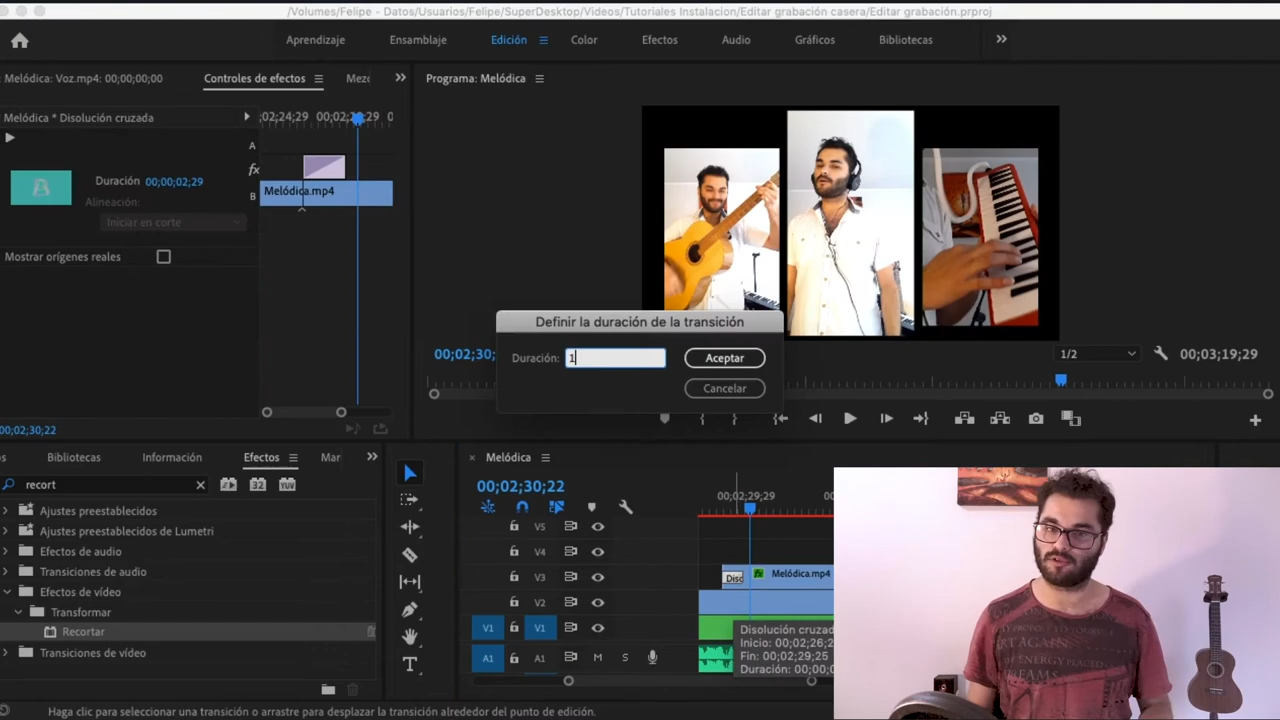 /Volumes/Felipe - Datos/Usuarios/Felipe/SuperDesktop/Videos/Tutoriales Instalacion/Editar grabación casera/Editar grabación.prproj
Aprendizaje
Ensamblaje
Edición
Color
Efectos
Audio
Gráficos
Bibliotecas
Melódica: Voz.mp4: 00;00;00;00
Controles de efectos
Programa: Melódica
Melódica * Disolución cruzada
;02;24;29
A
fx
Duración 00;00;02;29
Melódica.mp4
B
Alineación:
Iniciar en corte
Mostrar orígenes reales
Definir la duración de la transición
00;02;30;
Duración: 1
Aceptar
Cancelar
1/2
00;03;19;29
00;02;30;22
Bibliotecas
Información
Efectos
Mar
Melódica
recort
32
YUV
00;02;30;22
00;02;29;29
Ajustes preestablecidos
Ajustes preestablecidos de Lumetri
Efectos de audio
Transiciones de audio
Efectos de vídeo
Transformar
Recortar
Transiciones de vídeo
V5
V4
V3
Disc
fx
Melódica.mp4
V2
V1
V1
A1
A1
M
S
Disolución cruzada
Inicio: 00;02;26;2
Fin: 00;02;29;25
Duración: 00;00;0
Haga clic para seleccionar una transición o arrastre para desplazar la transición alrededor del punto de edición.